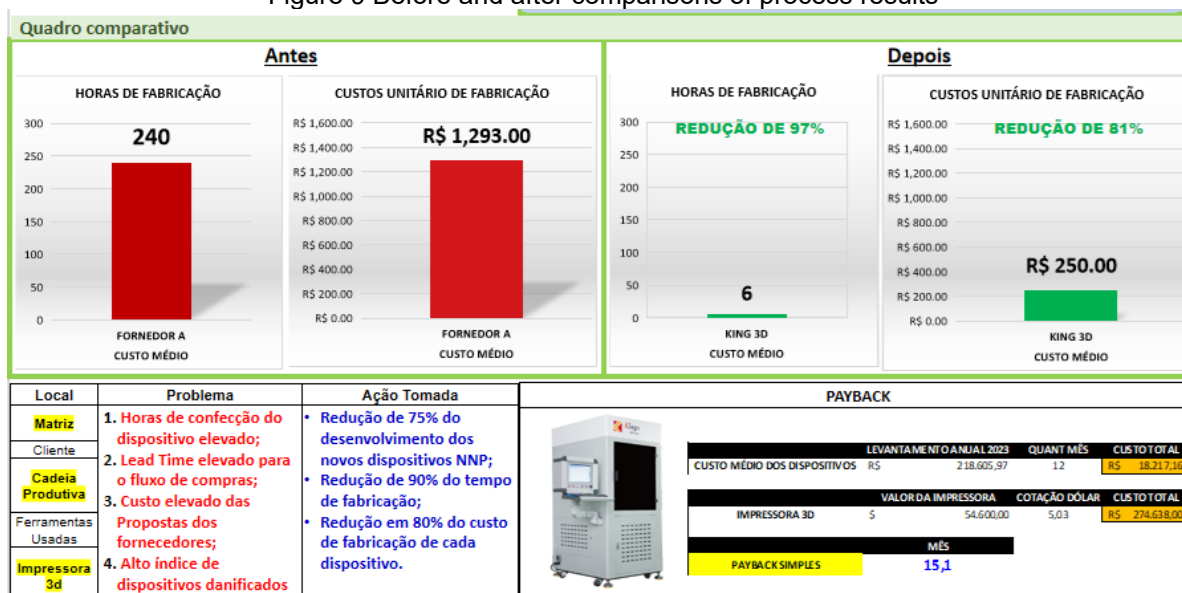 Figure 9 Before and after comparisons of process results
Quadro comparativo
Antes
HORAS DE FABRICAÇÃO
300
250
200
150
100
50
0
240
FORNEDOR A
CUSTO MÉDIO
CUSTOS UNITÁRIO DE FABRICAÇÃO
R$ 1,600.00
R$ 1,400.00
R$ 1,200.00
R$ 1,000.00
R$ 800.00
R$ 600.00
R$ 400.00
R$ 200.00
R$ 0.00
R$ 1,293.00
FORNEDOR A
CUSTO MÉDIO
Depois
HORAS DE FABRICAÇÃO
REDUÇÃO DE 97%
300
250
200
150
100
50
0
6
KING 3D
CUSTO MÉDIO
CUSTOS UNITÁRIO DE FABRICAÇÃO
REDUÇÃO DE 81%
R$ 1,600.00
R$ 1,400.00
R$ 1,200.00
R$ 1,000.00
R$ 800.00
R$ 600.00
R$ 400.00
R$ 200.00
R$ 0.00
R$ 250.00
KING 3D
CUSTO MÉDIO
Local
Matriz
Cliente
Cadeia
Produtiva
Ferramentas
Usadas
Impressora
3d
Problema
1. Horas de confecção do
dispositivo elevado;
2. Lead Time elevado para
o fluxo de compras;
3. Custo elevado das
Propostas dos
fornecedores;
4. Alto índice de
dispositivos danificados
Ação Tomada
• Redução de 75% do
desenvolvimento dos
novos dispositivos NNP;
• Redução de 90% do tempo
de fabricação;
• Redução em 80% do custo
de fabricação de cada
dispositivo.
PAYBACK
LEVANTAMENTO ANUAL 2023 QUANT MÊS CUSTO TOTAL
CUSTO MÉDIO DOS DISPOSITIVOS R$ 218.605,97 12 R$ 18.217,16
VALOR DA IMPRESSORA COTAÇÃO DÓLAR CUSTO TOTAL
IMPRESSORA 3D $ 54.600,00 5,03 R$ 274.638,00
MÊS
PAYBACK SIMPLES 15,1